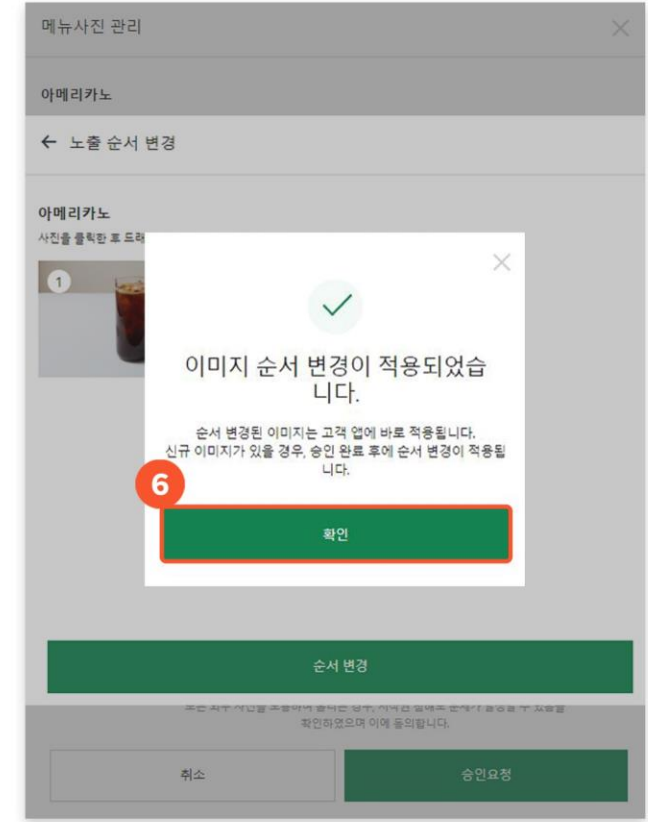 메뉴사진 관리
아메리카노
노출 순서 변경
아메리카노
사진을 클릭한 후 드래
1
이미지 순서 변경이 적용되었습
니다.
순서 변경된 이미지는 고객 앱에 바로 적용됩니다.
신규 이미지가 있을 경우, 승인 완료 후에 순서 변경이 적용됩
니다.
6
확인
순서 변경
확인하였으며 이에 동의합니다.
취소
승인요청